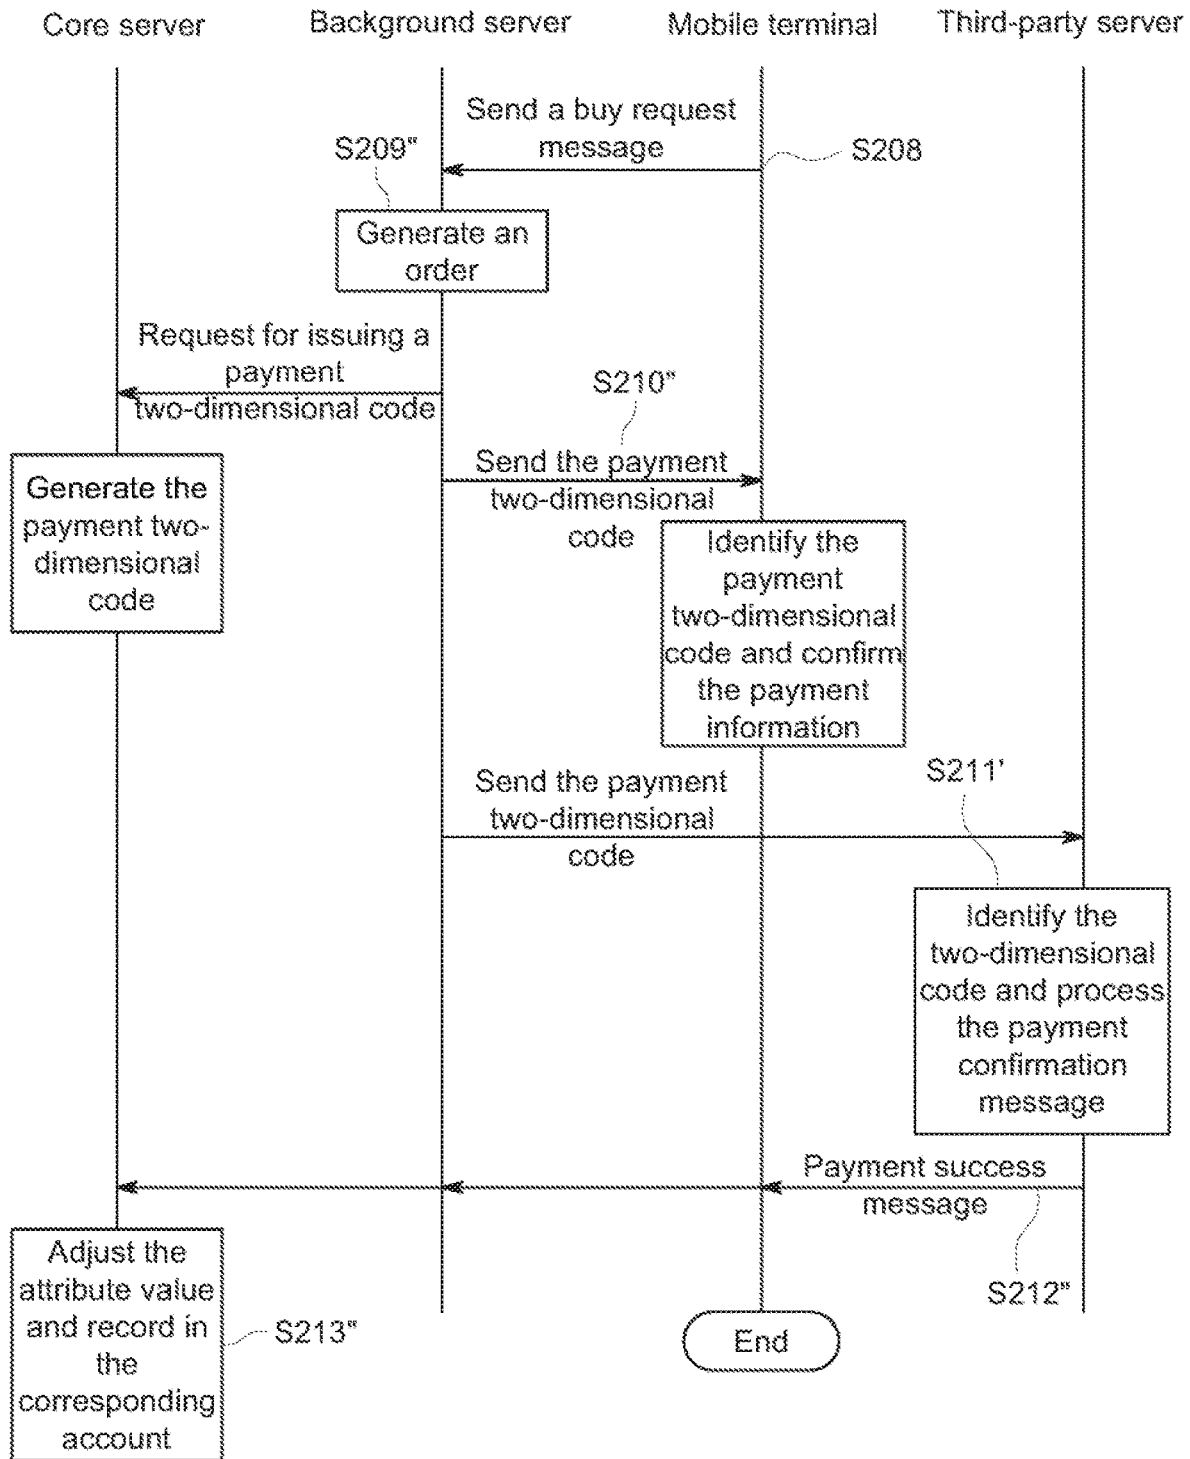 Core server
Background server
Mobile terminal
Third-party server
Send a buy request
message
S208
S209"
Generate an
order
Request for issuing a
payment
two-dimensional code
S210"
Generate the
payment two-
dimensional
code
Send the payment
two-dimensional
code
Identify the
payment
two-dimensional
code and confirm
the payment
information
Send the payment
two-dimensional
code
S211'
Identify the
two-dimensional
code and process
the payment
confirmation
message
Payment success
message
S212"
Adjust the
attribute value
and record in
the
corresponding
account
S213"
End